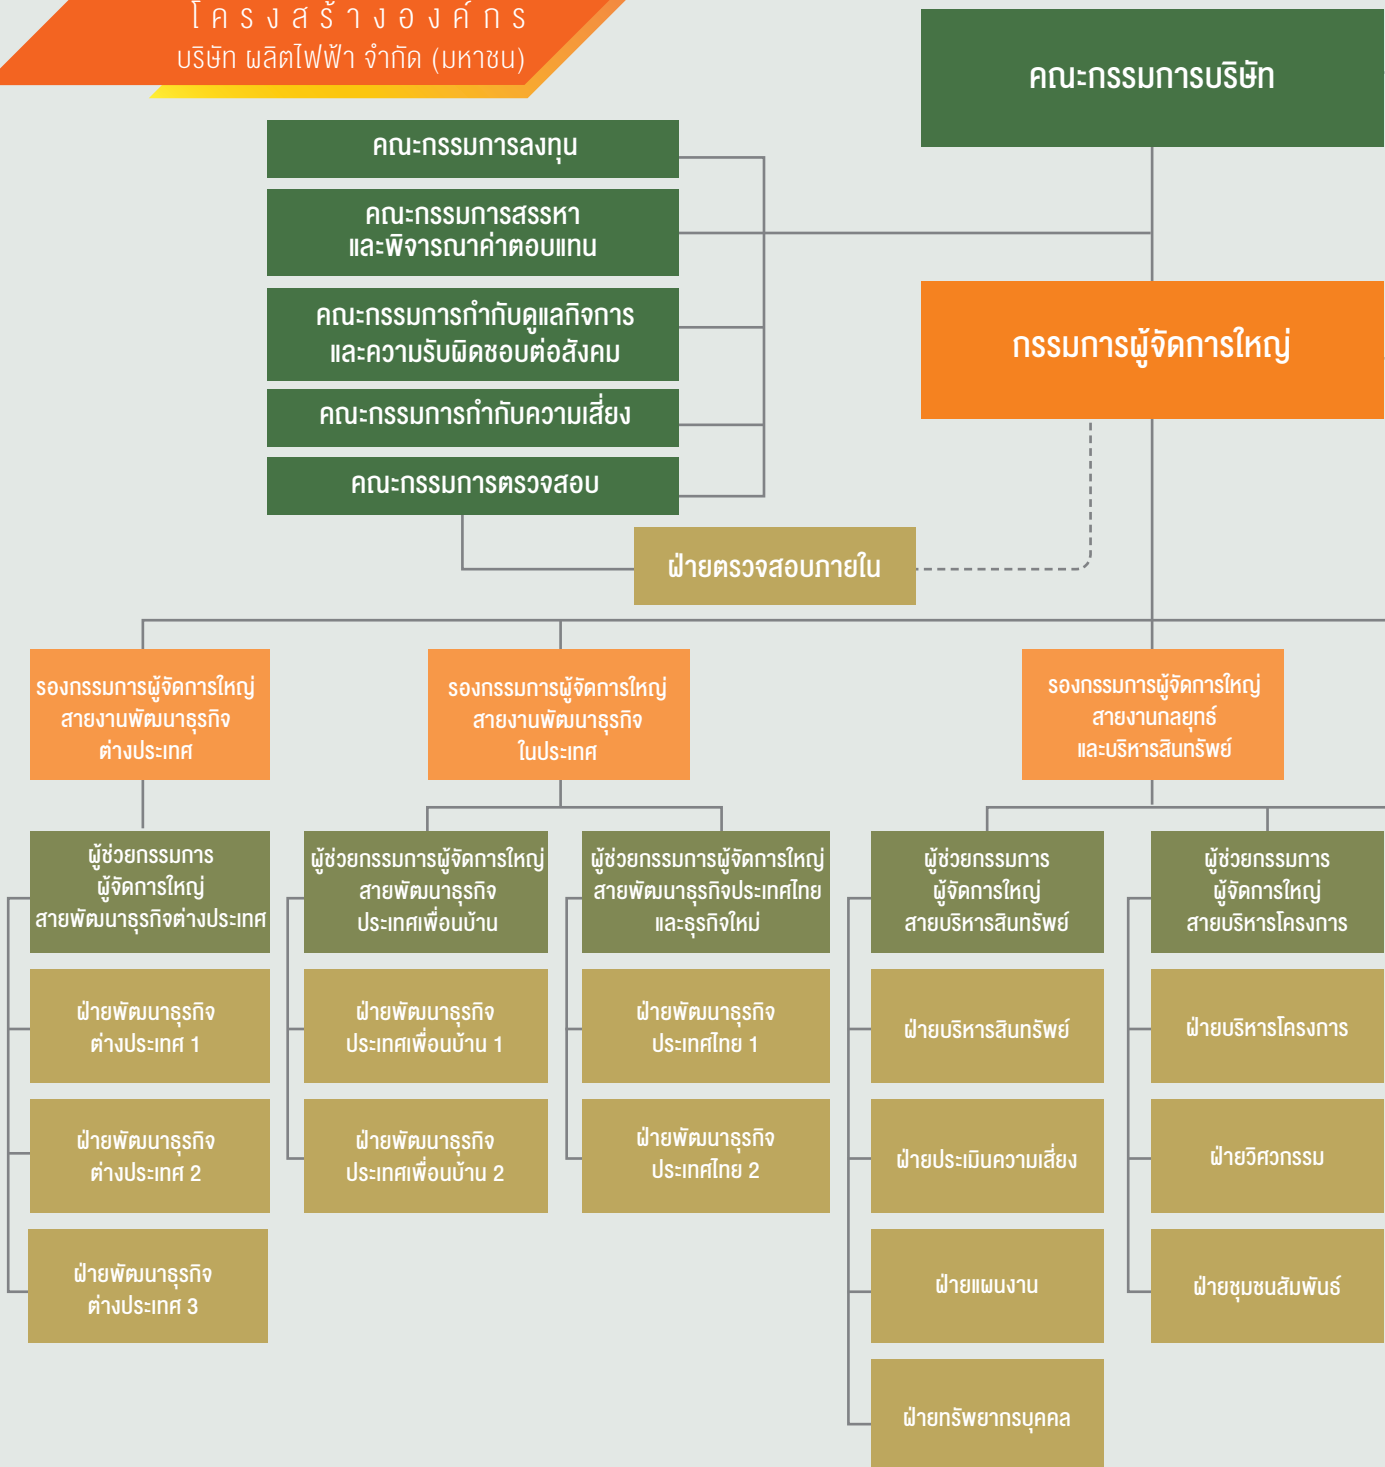 โครงสร้างองค์กร
บริษัท ผลิตไฟฟ้า จำกัด (มหาชน)
คณะกรรมการบริษัท
คณะกรรมการลงทุน
คณะกรรมการสรรหา
และพิจารณาค่าตอบแทน
คณะกรรมการกำกับดูแลกิจการ
และความรับผิดชอบต่อสังคม
คณะกรรมการกำกับความเสี่ยง
คณะกรรมการตรวจสอบ
กรรมการผู้จัดการใหญ่
ฝ่ายตรวจสอบภายใน
รองกรรมการผู้จัดการใหญ่
สายงานพัฒนาธุรกิจ
ต่างประเทศ
รองกรรมการผู้จัดการใหญ่
สายงานพัฒนาธุรกิจ
ในประเทศ
รองกรรมการผู้จัดการใหญ่
สายงานกลยุทธ์
และบริหารสินทรัพย์
ผู้ช่วยกรรมการ
ผู้จัดการใหญ่
สายพัฒนาธุรกิจต่างประเทศ
ผู้ช่วยกรรมการผู้จัดการใหญ่
สายพัฒนาธุรกิจ
ประเทศเพื่อนบ้าน
ผู้ช่วยกรรมการผู้จัดการใหญ่
สายพัฒนาธุรกิจประเทศไทย
และธุรกิจใหม่
ผู้ช่วยกรรมการ
ผู้จัดการใหญ่
สายบริหารสินทรัพย์
ผู้ช่วยกรรมการ
ผู้จัดการใหญ่
สายบริหารโครงการ
ฝ่ายพัฒนาธุรกิจ
ต่างประเทศ 1
ฝ่ายพัฒนาธุรกิจ
ประเทศเพื่อนบ้าน 1
ฝ่ายพัฒนาธุรกิจ
ประเทศไทย 1
ฝ่ายบริหารสินทรัพย์
ฝ่ายบริหารโครงการ
ฝ่ายพัฒนาธุรกิจ
ต่างประเทศ 2
ฝ่ายพัฒนาธุรกิจ
ประเทศเพื่อนบ้าน 2
ฝ่ายพัฒนาธุรกิจ
ประเทศไทย 2
ฝ่ายประเมินความเสี่ยง
ฝ่ายวิศวกรรม
ฝ่ายพัฒนาธุรกิจ
ต่างประเทศ 3
ฝ่ายแผนงาน
ฝ่ายชุมชนสัมพันธ์
ฝ่ายทรัพยากรบุคคล